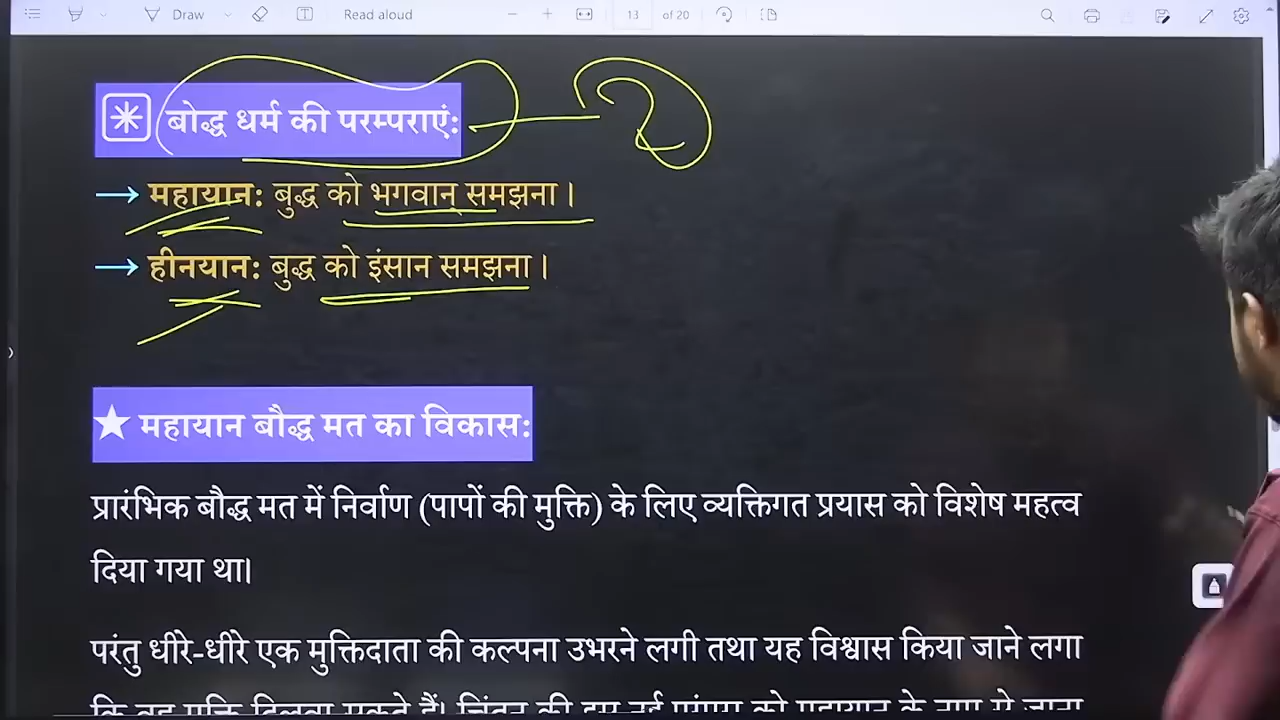 Draw
Read aloud
13 of 20
बोद्ध धर्म की परम्पराएं:
2
→ महायान: बुद्ध को भगवान् समझना।
→ हीनयान: बुद्ध को इंसान समझना।
★ महायान बौद्ध मत का विकास:
प्रारंभिक बौद्ध मत में निर्वाण (पापों की मुक्ति) के लिए व्यक्तिगत प्रयास को विशेष महत्व
दिया गया था।
परंतु धीरे-धीरे एक मुक्तिदाता की कल्पना उभरने लगी तथा यह विश्वास किया जाने लगा